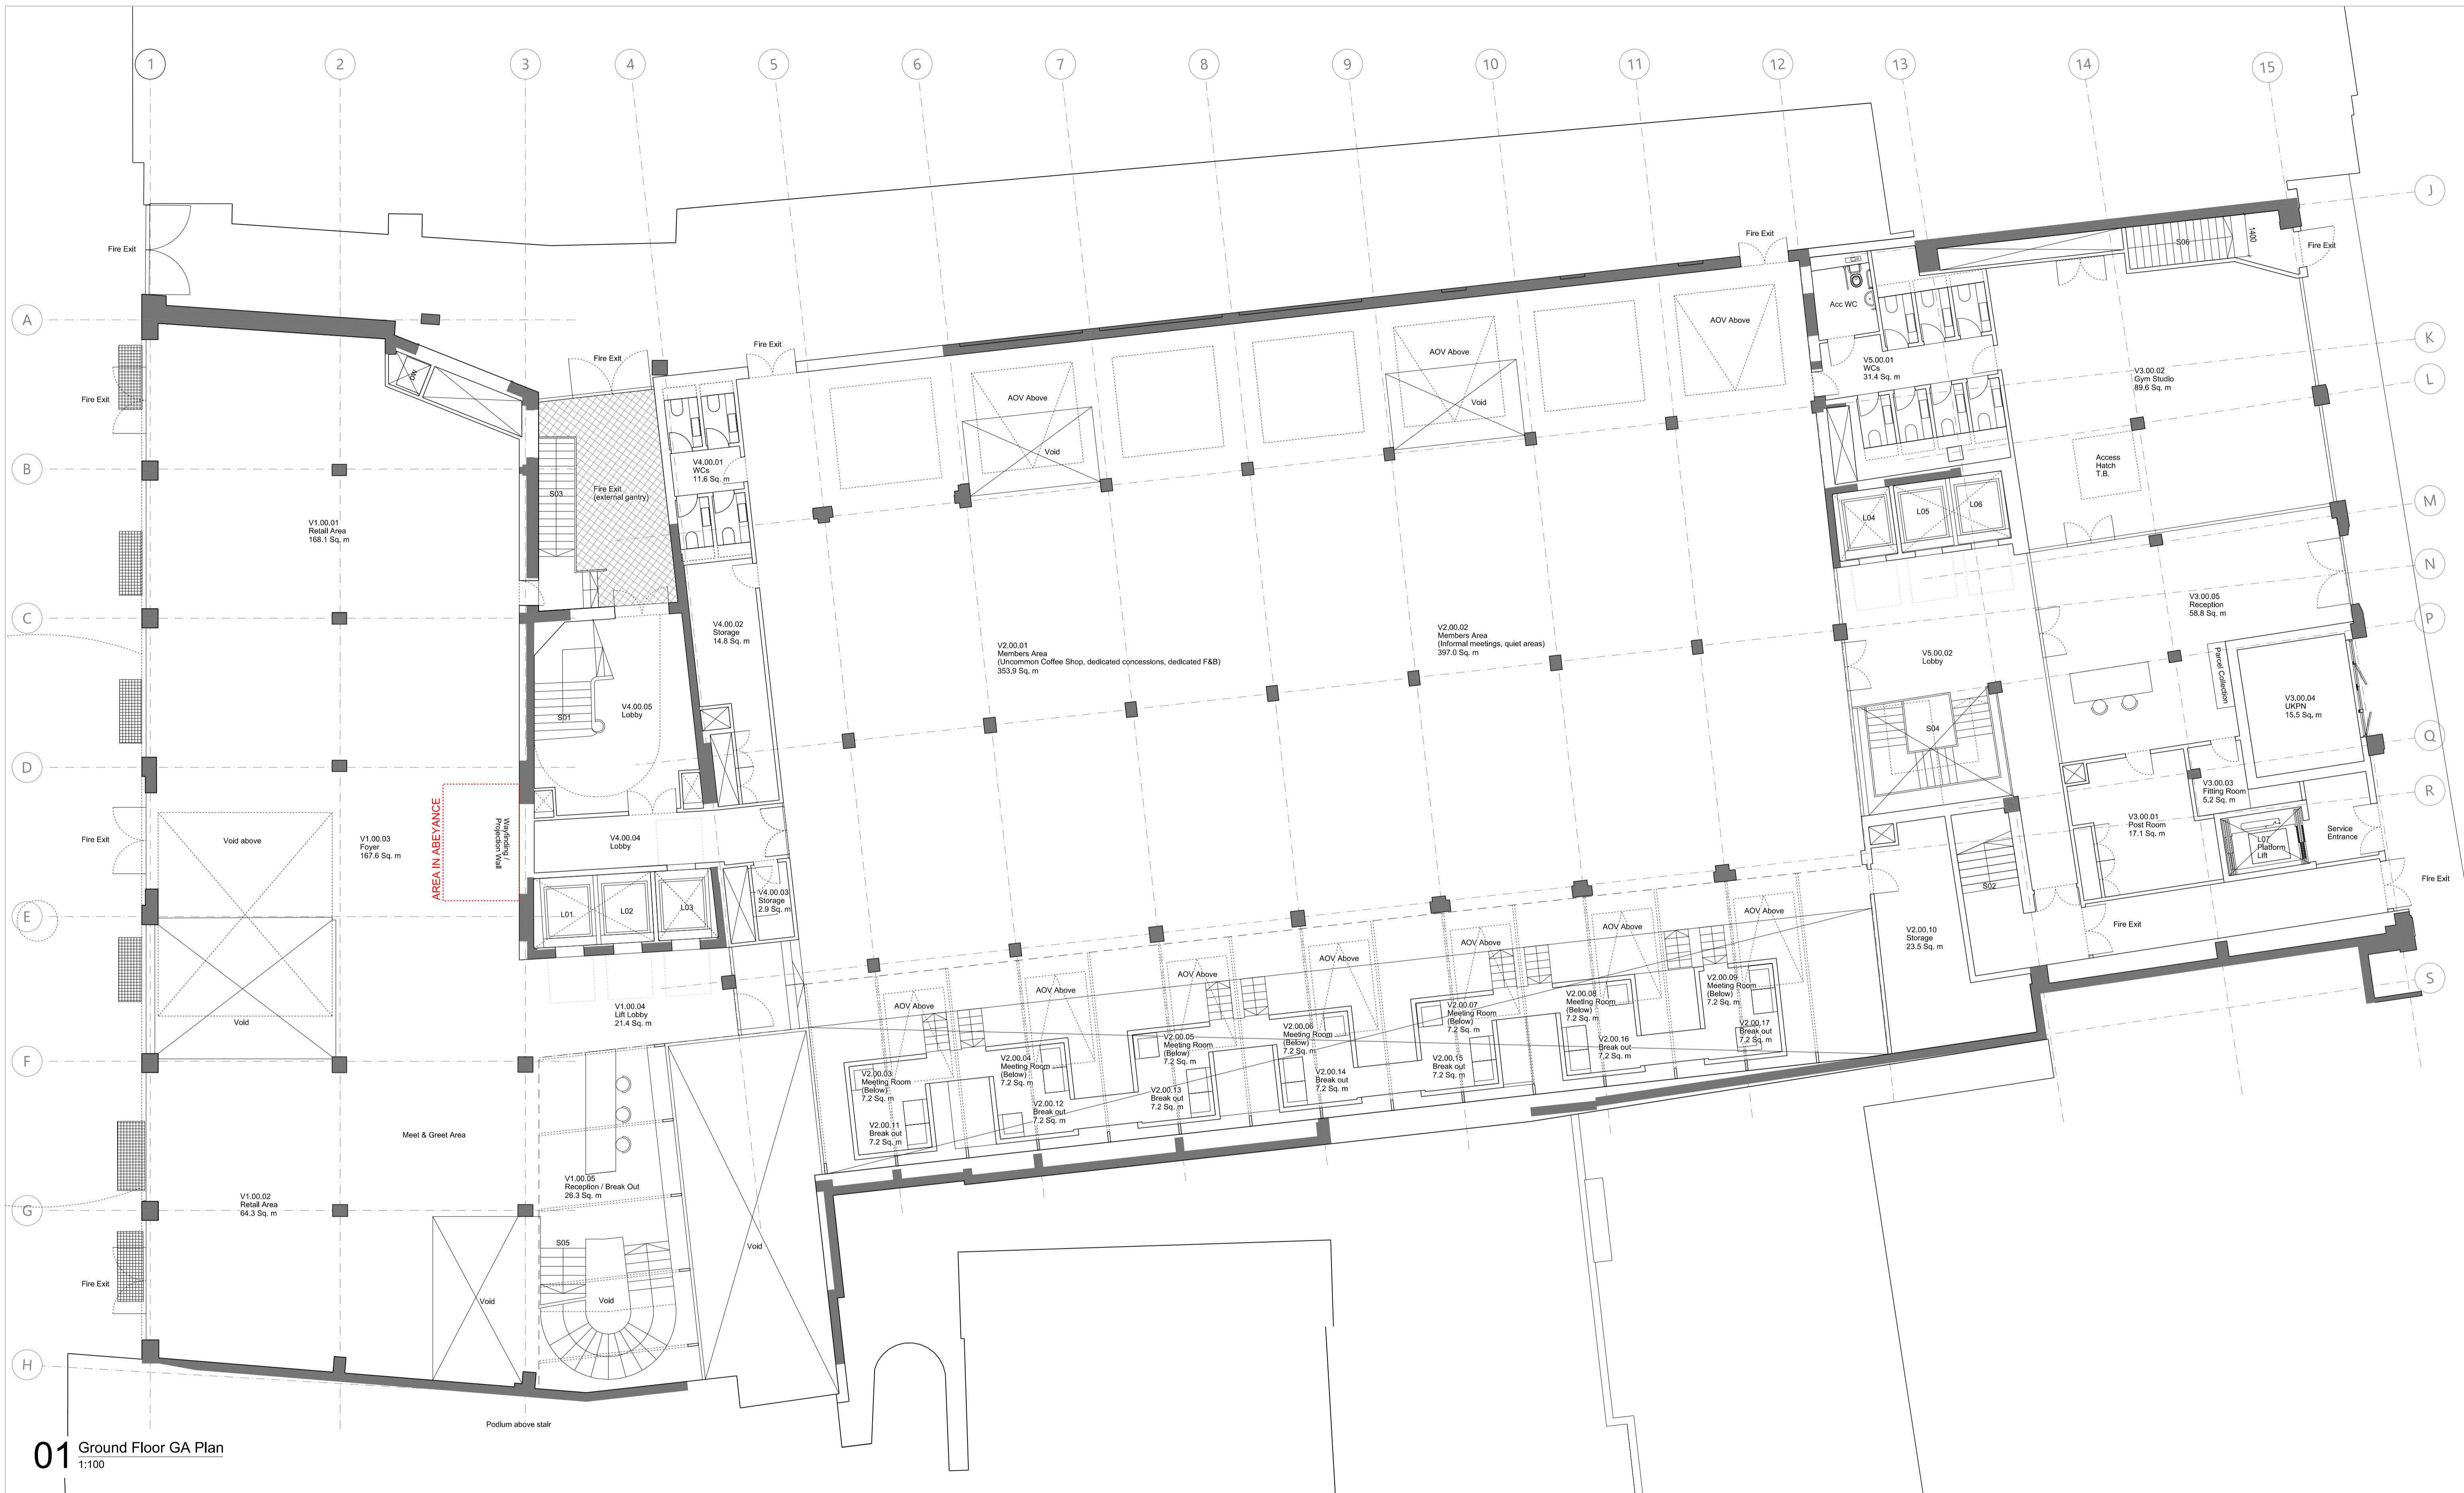 1
2
3
4
5
6
7
8
9
10
11
12
13
14
15
A
B
C
D
E
F
G
H
J
K
L
M
N
P
Q
R
S
Fire Exit
Fire Exit
Fire Exit
Fire Exit
Fire Exit
Fire Exit
Fire Exit
(external gantry)
Fire Exit
Fire Exit
Fire Exit
Fire Exit
MO
V1.00.01
Retail Area
168.1 Sq, m
Void above
V1.00.03
Foyer
167.6 Sq. m
AREA IN ABEYANCE
Wayfinding /
Projection Wall
Void
Meet & Greet Area
V1.00.02
Retail Area
64.3 Sq. m
V1.00.04
Lift Lobby
21.4 Sq. m
V1.00.05
Reception / Break Out
26.3 Sq. m
S05
Void
Void
Void
Podium above stair
S03
S01
V4.00.01
WCs
11.6 Sq. m
V4.00.02
Storage
14.8 Sq. m
V4.00.05
Lobby
V4.00.04
Lobby
V4.00.03
Storage
2.9 Sq. m
L01
L02
L03
AOV Above
Void
AOV Above
Void
AOV Above
V2.00.01
Members Area
(Uncommon Coffee Shop, dedicated concessions, dedicated F&B)
353.9 Sq. m
V2.00.02
Members Area
(Informal meetings, quiet areas)
397.0 Sq. m
AOV Above
AOV Above
AOV Above
AOV Above
AOV Above
AOV Above
AOV Above
V2.00.03
Meeting Room
(Below)
7.2 Sq. m
V2.00.04
Meeting Room
(Below)
7.2 Sq. m
V2.00.05
Meeting Room
(Below)
7.2 Sq. m
V2.00.06
Meeting Room
(Below)
7.2 Sq. m
V2.00.07
Meeting Room
(Below)
7.2 Sq. m
V2.00.08
Meeting Room
(Below)
7.2 Sq. m
V2.00.09
Meeting Room
(Below)
7.2 Sq. m
V2.00.11
Break out
7.2 Sq. m
V2.00.12
Break out
7.2 Sq. m
V2.00.13
Break out
7.2 Sq. m
V2.00.14
Break out
7.2 Sq. m
V2.00.15
Break out
7.2 Sq. m
V2.00.16
Break out
7.2 Sq. m
V2.00.17
Break out
7.2 Sq. m
V2.00.10
Storage
23.5 Sq. m
S02
Acc WC
V5.00.01
WCs
31.4 Sq. m
L04
L05
L06
V5.00.02
Lobby
S04
S06
1400
V3.00.02
Gym Studio
89.6 Sq. m
Access
Hatch
T.B.
V3.00.05
Reception
58.8 Sq. m
Parcel Collection
V3.00.04
UKPN
15.5 Sq, m
V3.00.03
Fitting Room
5.2 Sq. m
V3.00.01
Post Room
17.1 Sq. m
L07
Platform
Lift
Service
Entrance
01
Ground Floor GA Plan
1:100